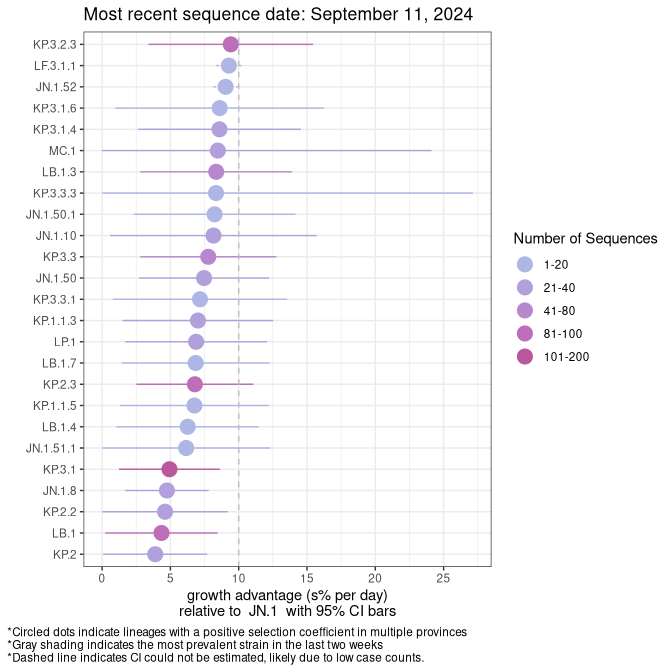 Most recent sequence date: September 11, 2024
KP.3.2.3
LF.3.1.1
JN.1.52
KP.3.1.6
KP.3.1.4
MC.1
LB.1.3
KP.3.3.3
JN.1.50.1
JN.1.10
KP.3.3
JN.1.50
KP.3.3.1
KP.1.1.3
LP.1
LB.1.7
KP.2.3
KP.1.1.5
LB.1.4
JN.1.51.1
KP.3.1
JN.1.8
KP.2.2
LB.1
KP.2
0 5 10 15 20 25
growth advantage (s% per day)
relative to JN.1 with 95% CI bars
Number of Sequences
1-20
21-40
41-80
81-100
101-200
*Circled dots indicate lineages with a positive selection coefficient in multiple provinces
*Gray shading indicates the most prevalent strain in the last two weeks
*Dashed line indicates CI could not be estimated, likely due to low case counts.